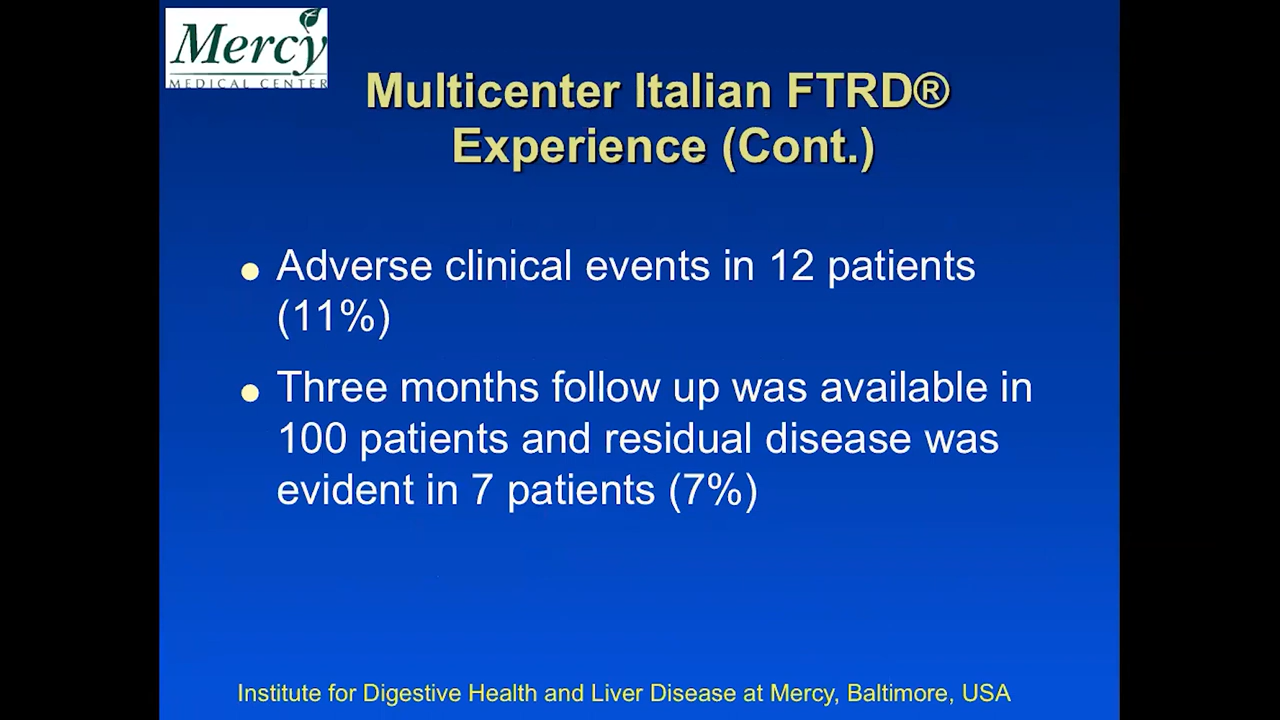 Mercy
MEDICAL CENTER
Multicenter Italian FTRD®
Experience (Cont.)
Adverse clinical events in 12 patients
(11%)
Three months follow up was available in
100 patients and residual disease was
evident in 7 patients (7%)
Institute for Digestive Health and Liver Disease at Mercy, Baltimore, USA